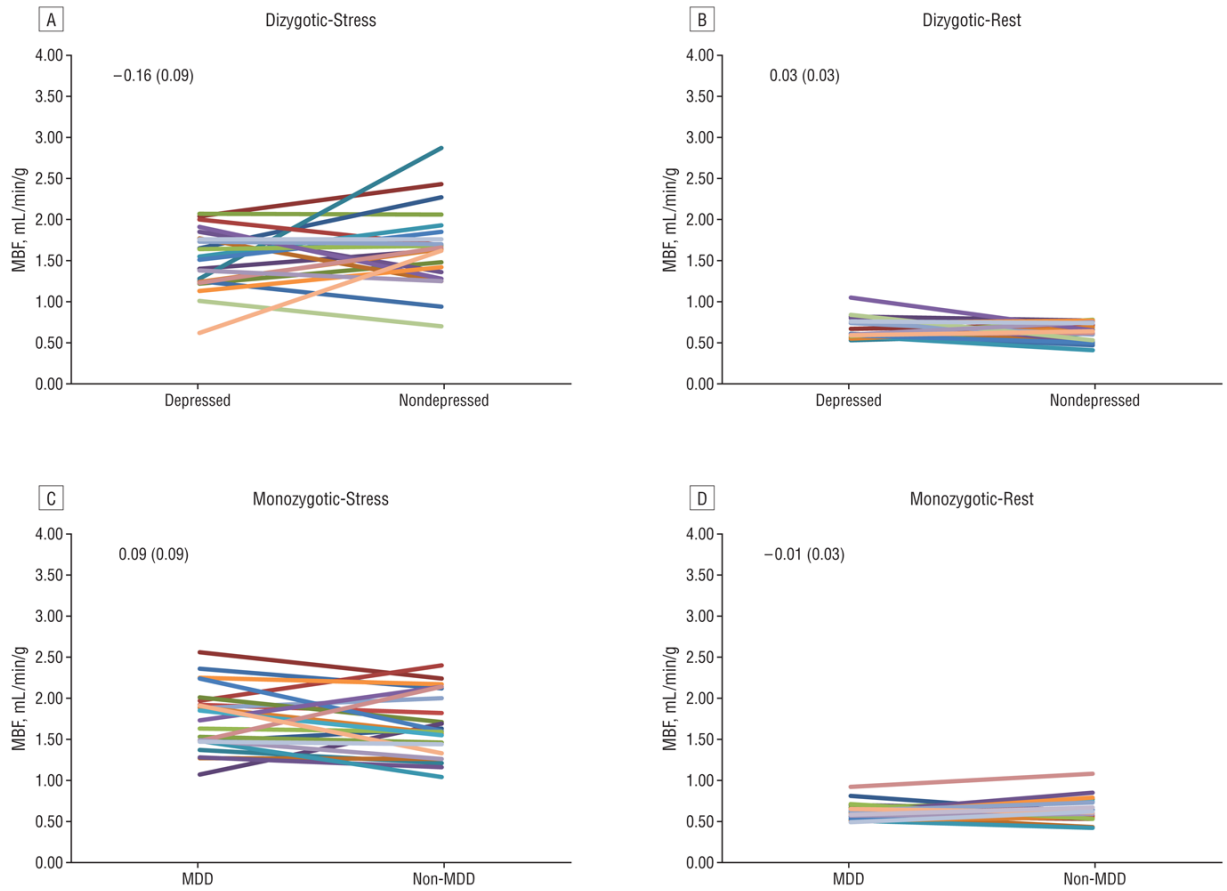 A
Dizygotic-Stress
MBF, mL/min/g
4.00
3.50
3.00
2.50
2.00
1.50
1.00
0.50
0.00
−0.16 (0.09)
Depressed
Nondepressed
B
Dizygotic-Rest
MBF, mL/min/g
4.00
3.50
3.00
2.50
2.00
1.50
1.00
0.50
0.00
0.03 (0.03)
Depressed
Nondepressed
C
Monozygotic-Stress
MBF, mL/min/g
4.00
3.50
3.00
2.50
2.00
1.50
1.00
0.50
0.00
0.09 (0.09)
MDD
Non-MDD
D
Monozygotic-Rest
MBF, mL/min/g
4.00
3.50
3.00
2.50
2.00
1.50
1.00
0.50
0.00
−0.01 (0.03)
MDD
Non-MDD